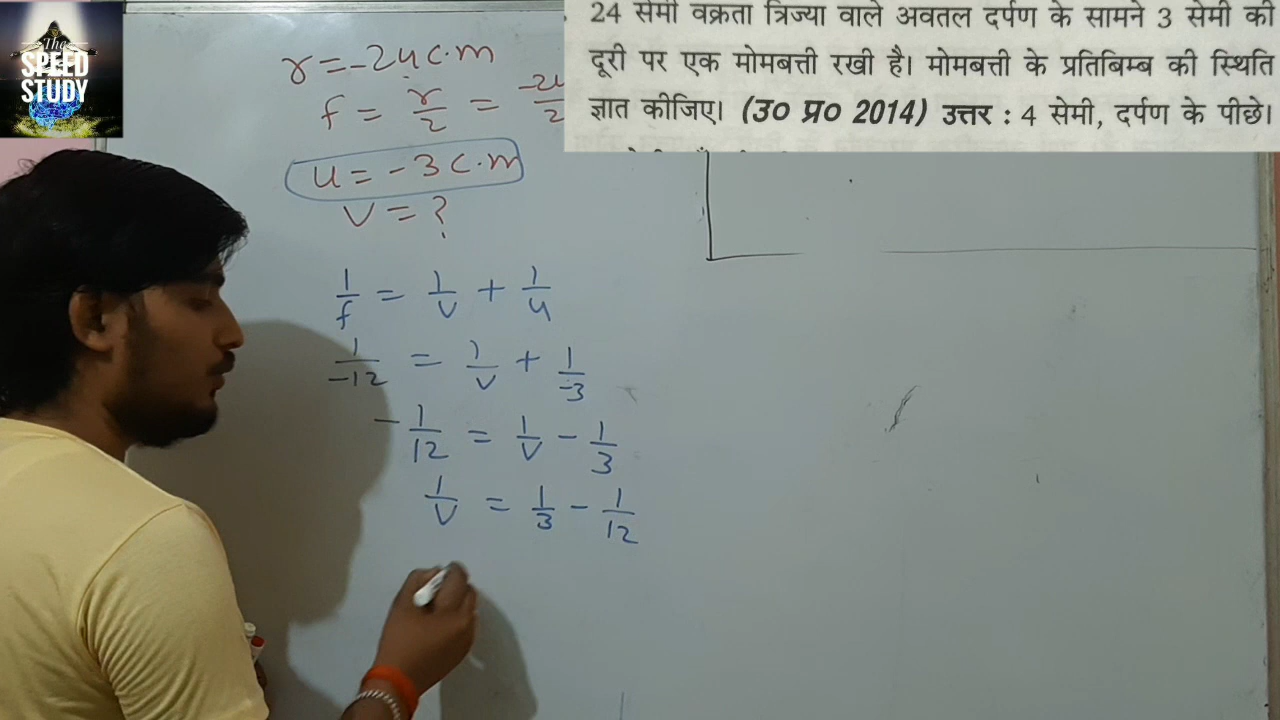 The
SPEED
STUDY
24 सेमी वक्रता त्रिज्या वाले अवतल दर्पण के सामने 3 सेमी की
दूरी पर एक मोमबत्ती रखी है। मोमबत्ती के प्रतिबिम्ब की स्थिति
ज्ञात कीजिए। (उ० प्र० 2014) उत्तर : 4 सेमी, दर्पण के पीछे।
r = -24 c.m
f = r/2 = -24/2
u = -3 c.m
v = ?
1/f = 1/v + 1/u
1/-12 = 1/v + 1/-3
-1/12 = 1/v - 1/3
1/v = 1/3 - 1/12